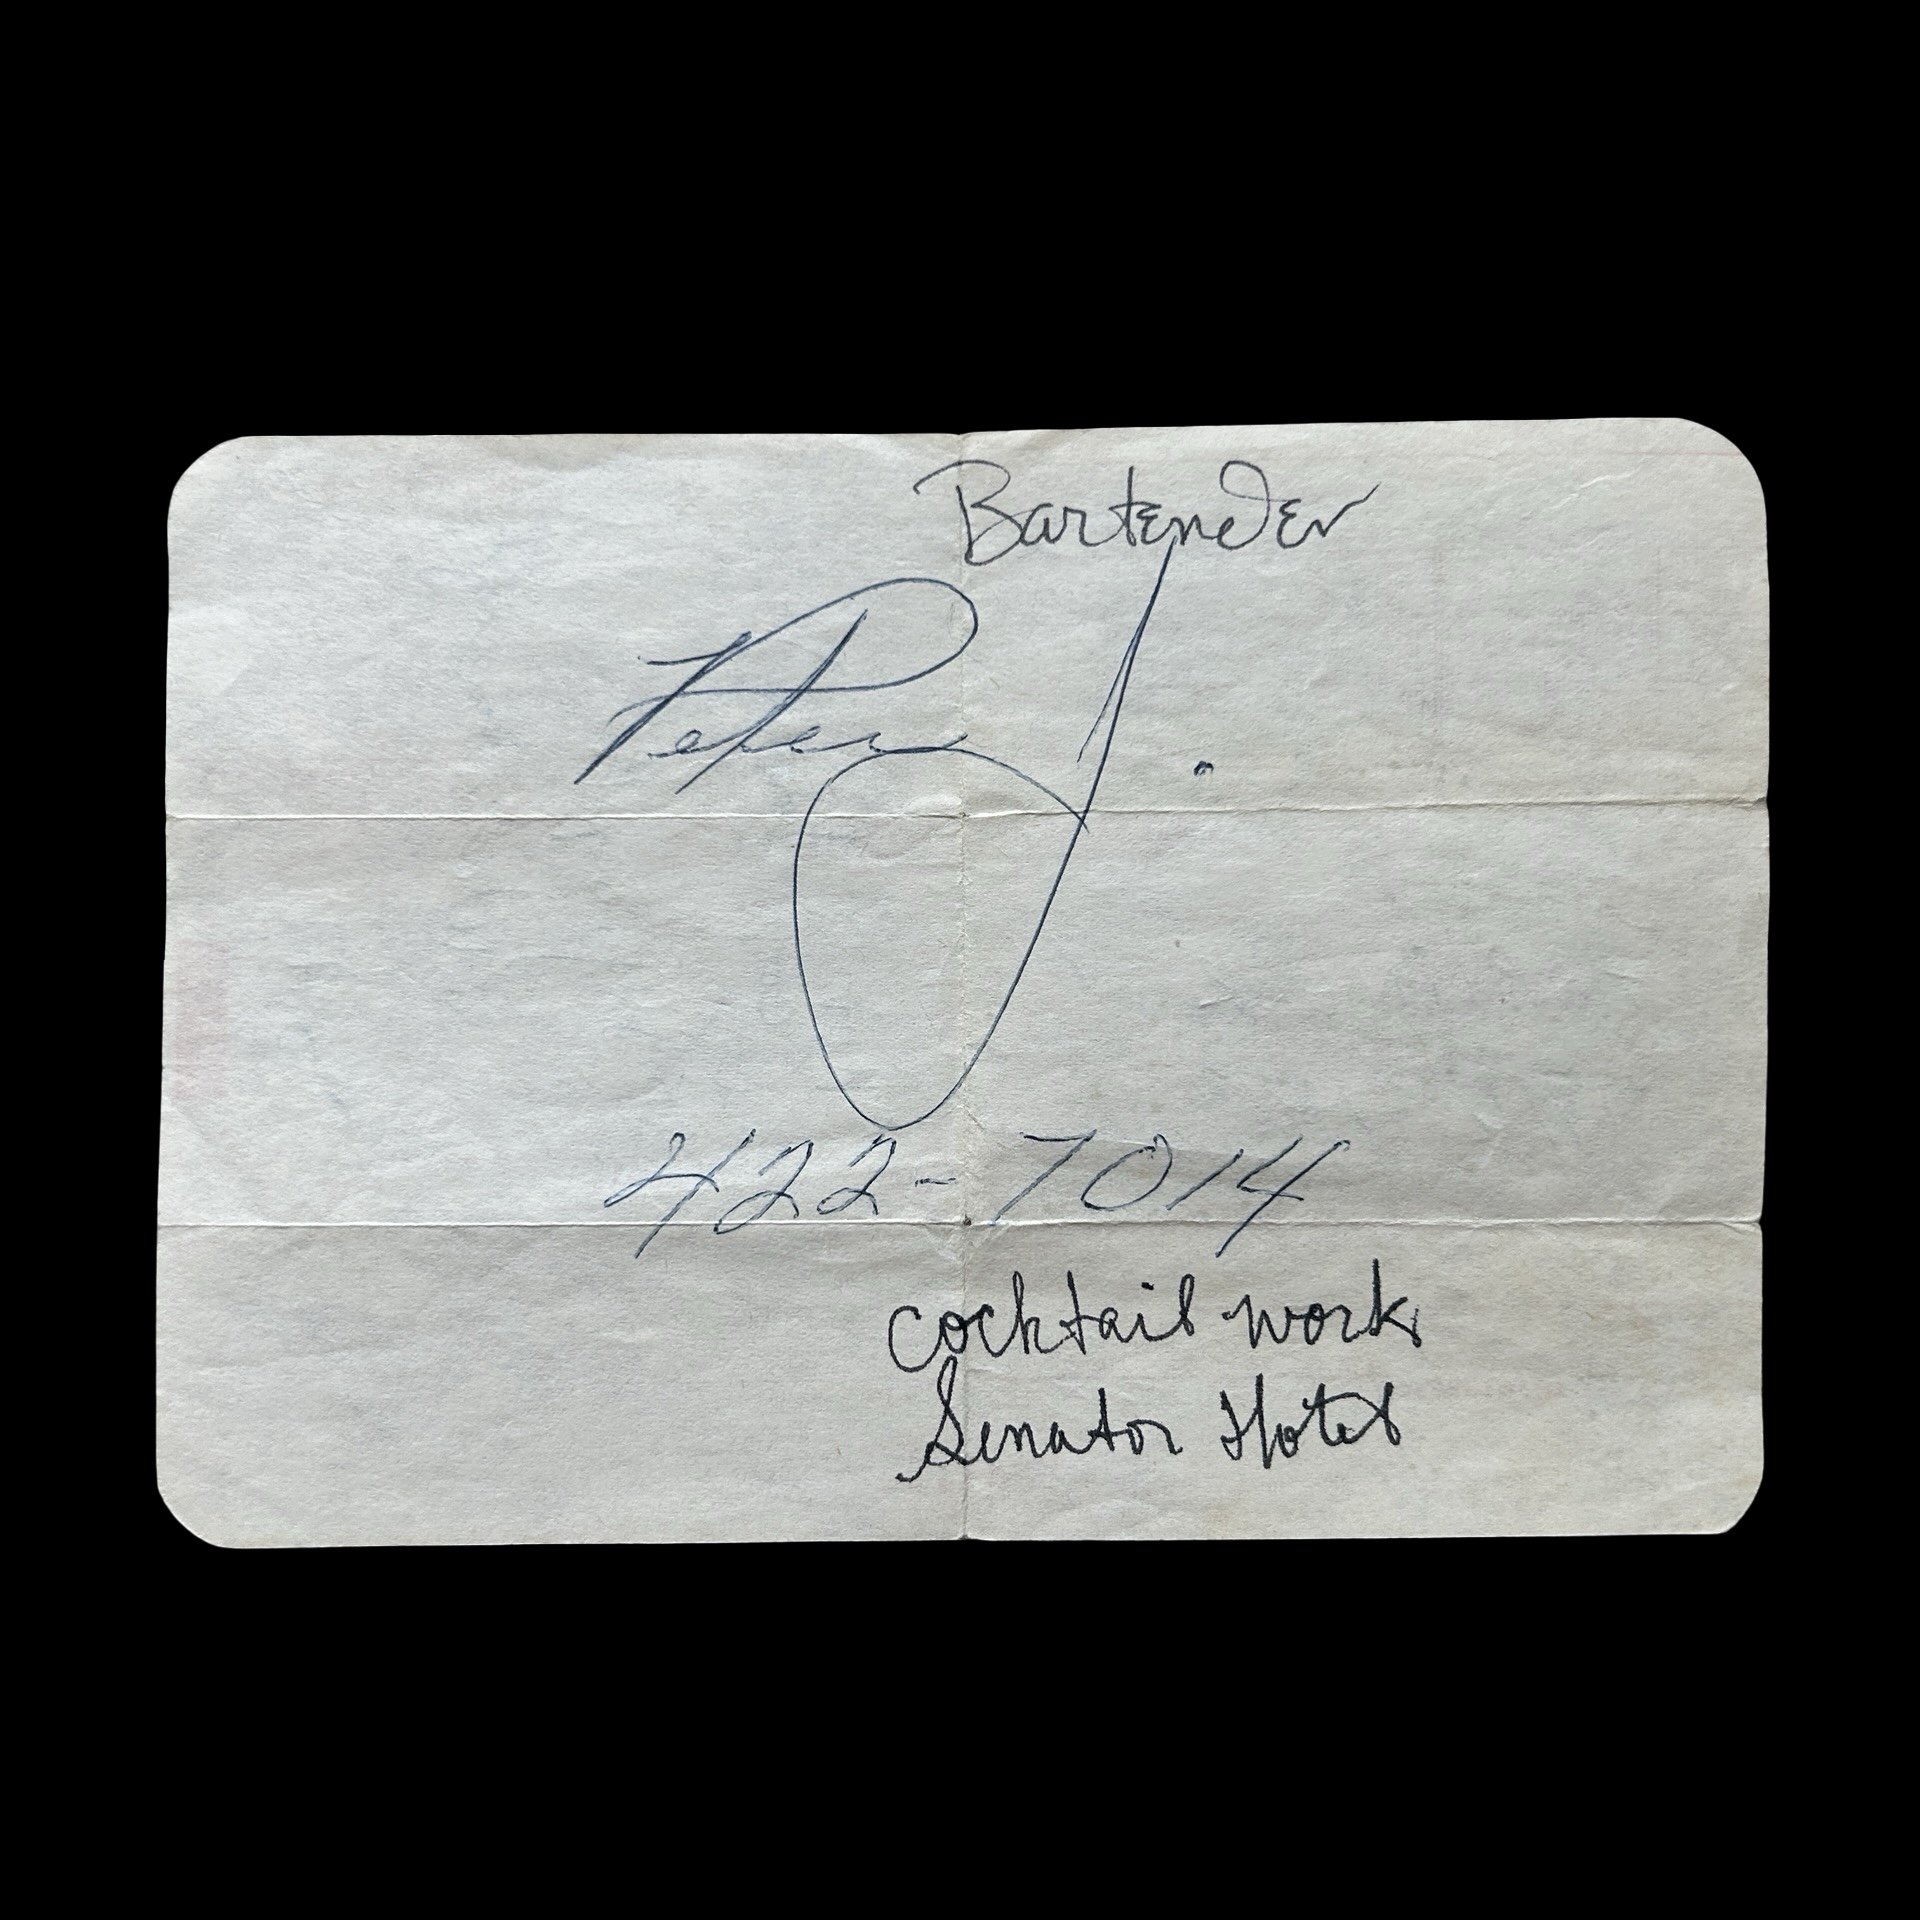 Bartender
Peter J.
422-7014
cocktail work
Senator Hotel